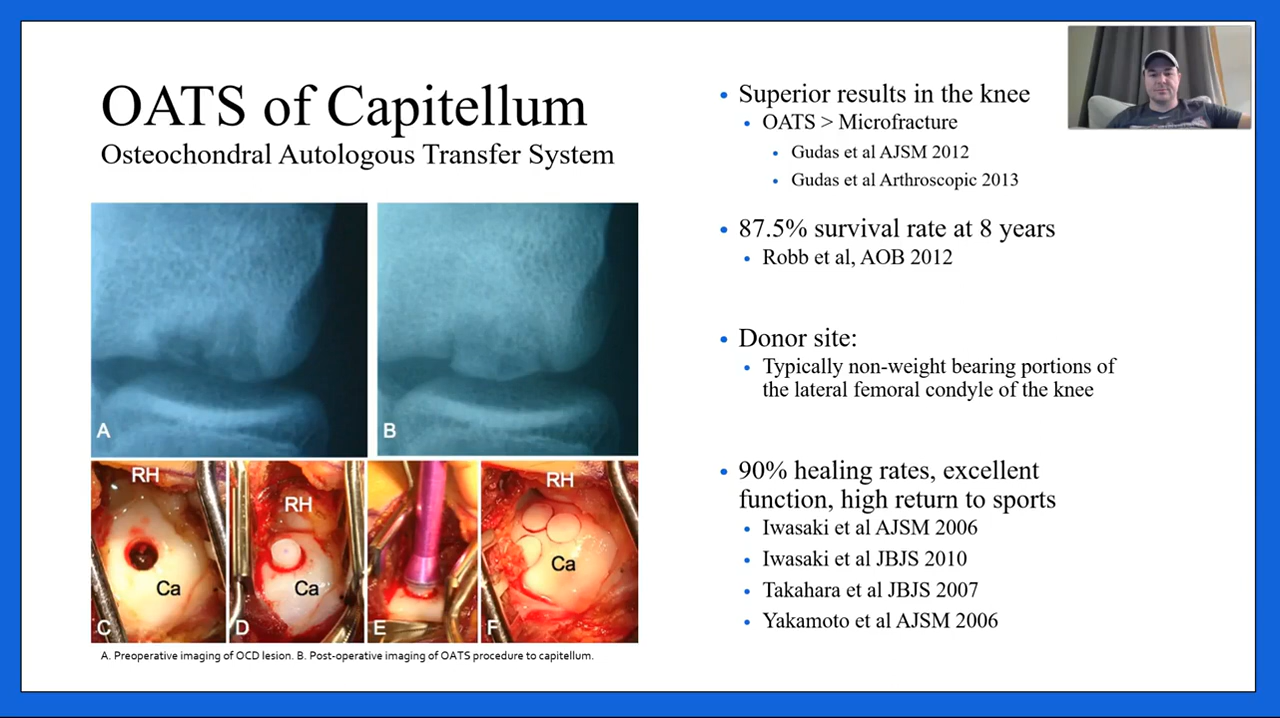 OATS of Capitellum
Osteochondral Autologous Transfer System
A
B
RH
Ca
C
RH
Ca
D
E
RH
Ca
F
A. Preoperative imaging of OCD lesion. B. Post-operative imaging of OATS procedure to capitellum.
• Superior results in the knee
• OATS > Microfracture
• Gudas et al AJSM 2012
• Gudas et al Arthroscopic 2013
• 87.5% survival rate at 8 years
• Robb et al, AOB 2012
• Donor site:
• Typically non-weight bearing portions of
the lateral femoral condyle of the knee
• 90% healing rates, excellent
function, high return to sports
• Iwasaki et al AJSM 2006
• Iwasaki et al JBJS 2010
• Takahara et al JBJS 2007
• Yakamoto et al AJSM 2006